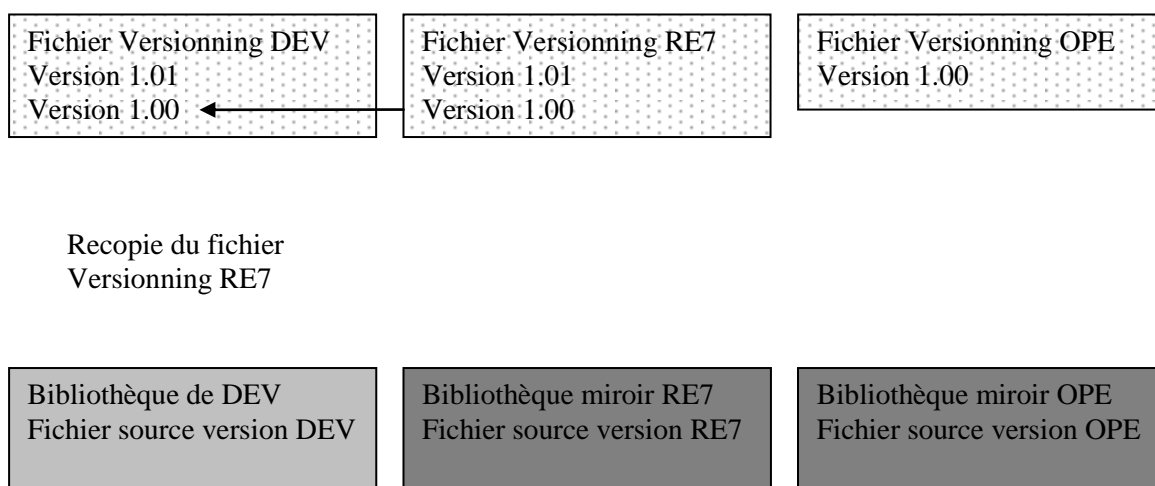 Fichier Versionning DEV
Version 1.01
Version 1.00
Fichier Versionning RE7
Version 1.01
Version 1.00
Fichier Versionning OPE
Version 1.00
Recopie du fichier
Versionning RE7
Bibliothèque de DEV
Fichier source version DEV
Bibliothèque miroir RE7
Fichier source version RE7
Bibliothèque miroir OPE
Fichier source version OPE